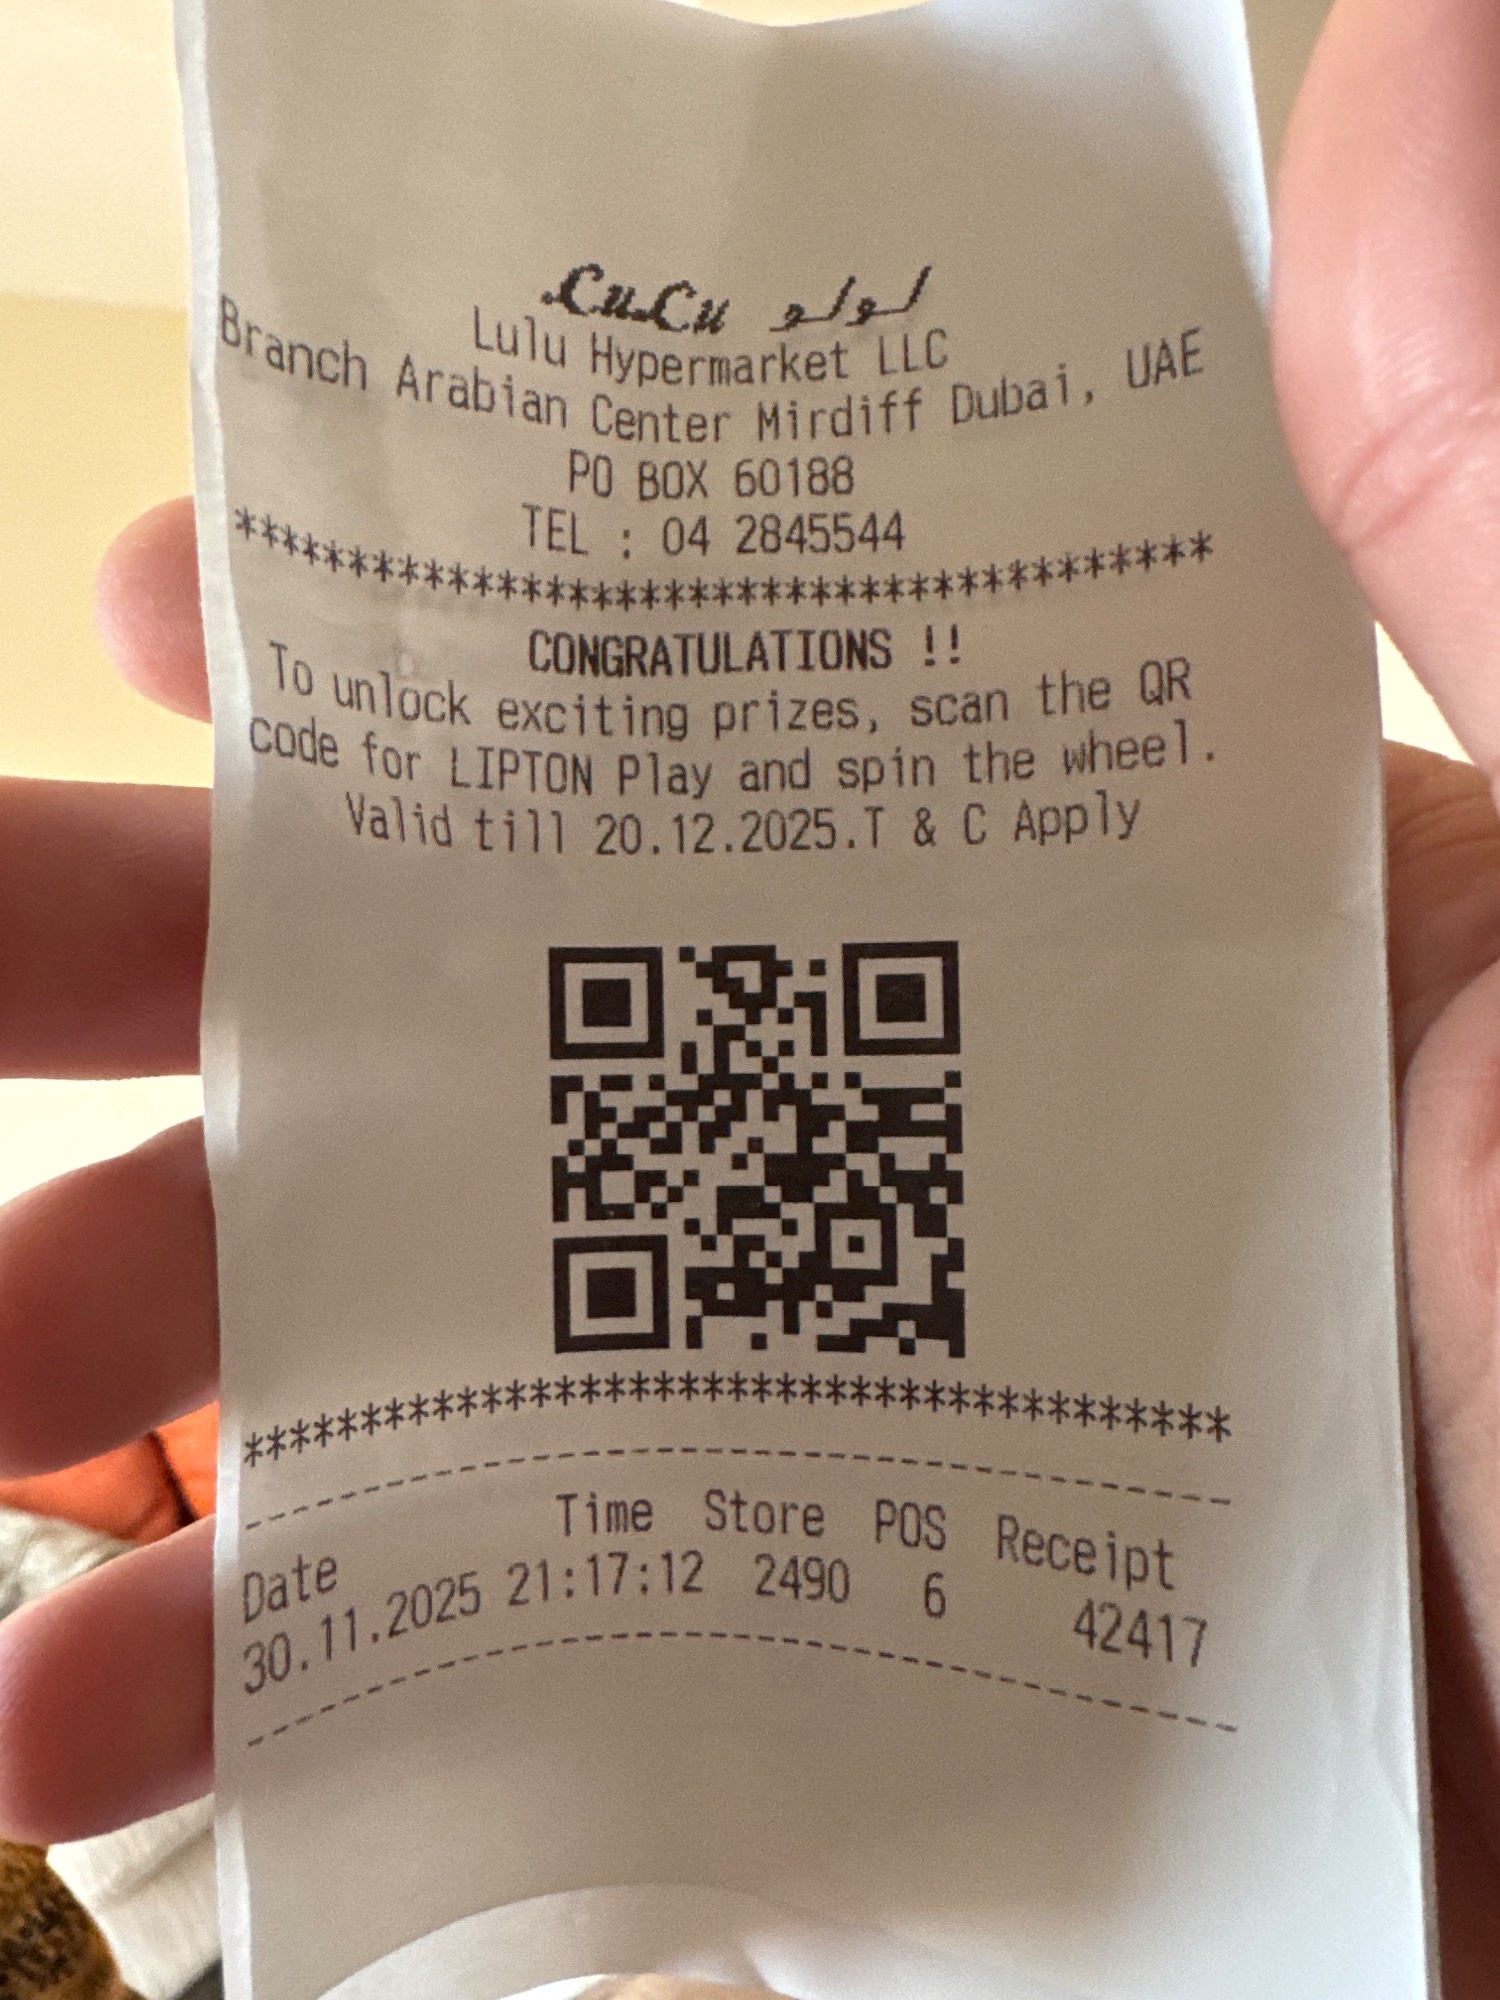 LuLu لولو
Lulu Hypermarket LLC
Branch Arabian Center Mirdiff Dubai, UAE
PO BOX 60188
TEL : 04 2845544
****************************************
CONGRATULATIONS !!
To unlock exciting prizes, scan the QR
code for LIPTON Play and spin the wheel.
Valid till 20.12.2025.T & C Apply
****************************************
----------------------------------------
Date Time Store POS Receipt
30.11.2025 21:17:12 2490 6 42417
----------------------------------------